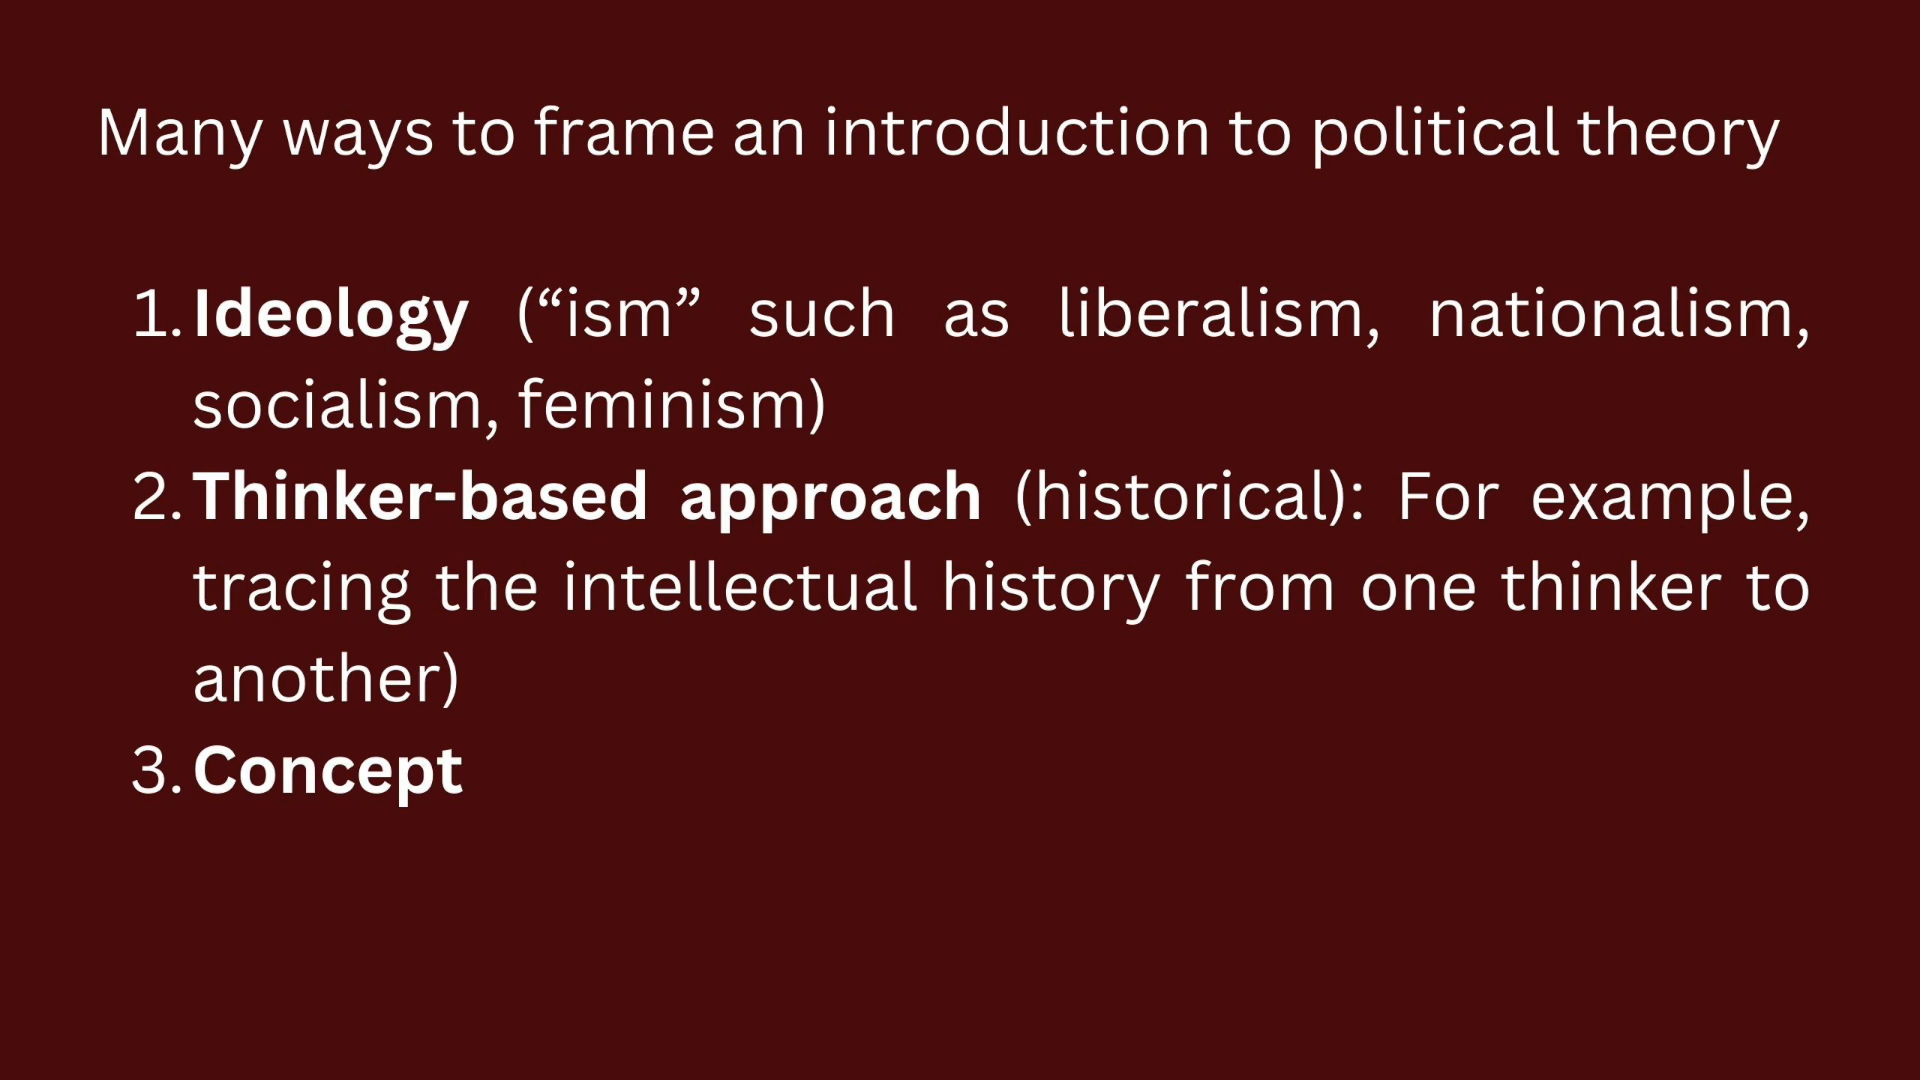 Many ways to frame an introduction to political theory
1. Ideology (“ism” such as liberalism, nationalism,
socialism, feminism)
2. Thinker-based approach (historical): For example,
tracing the intellectual history from one thinker to
another)
3. Concept